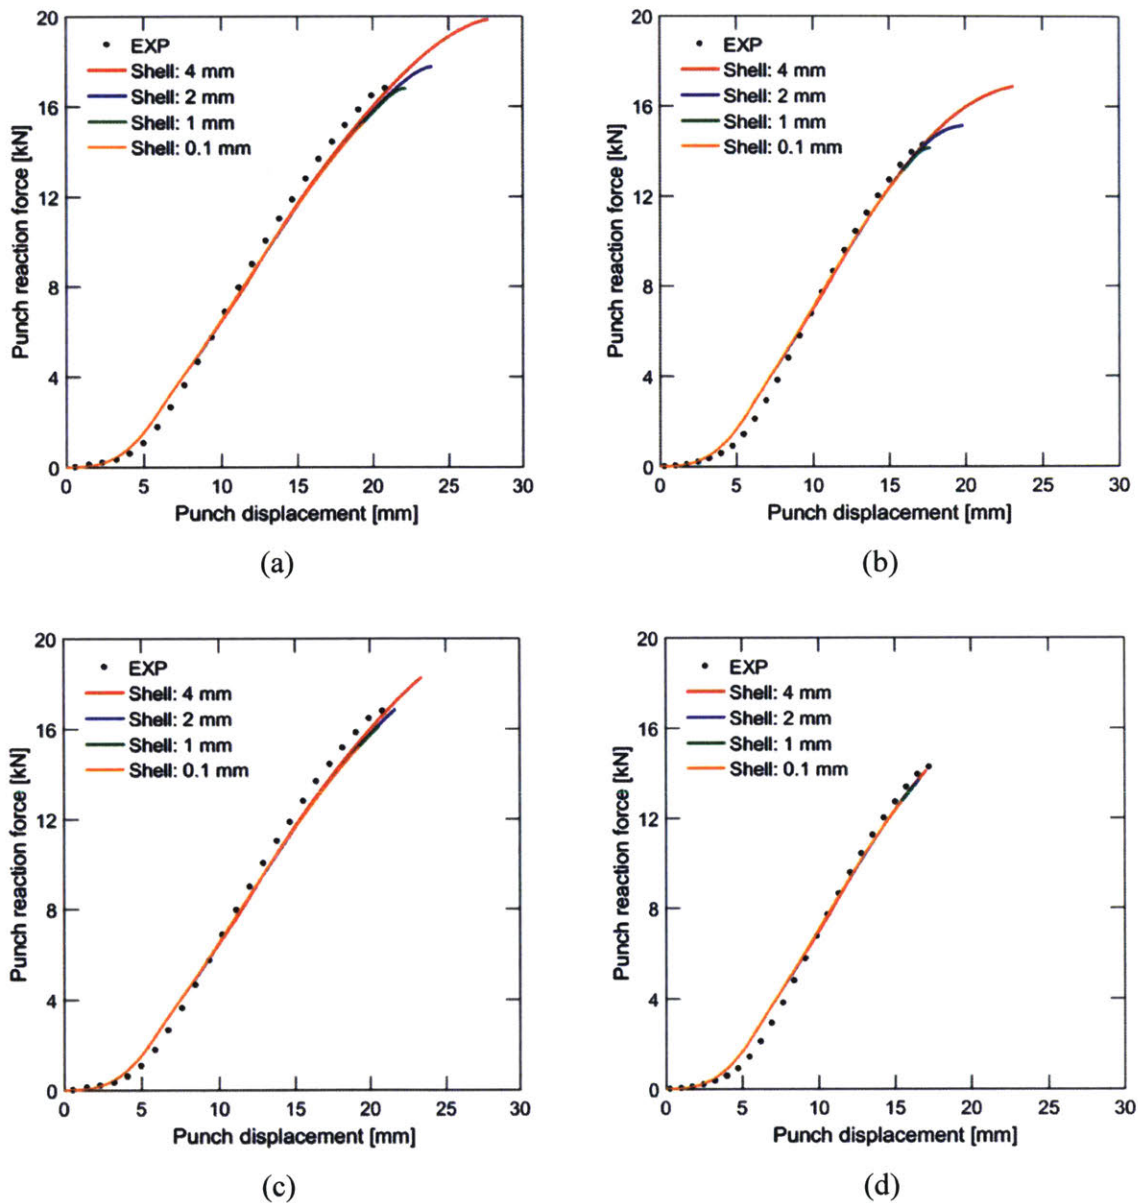 20
16
12
8
4
0
Punch reaction force [kN]
EXP
Shell: 4 mm
Shell: 2 mm
Shell: 1 mm
Shell: 0.1 mm
0 5 10 15 20 25 30
Punch displacement [mm]
(a)
20
16
12
8
4
0
Punch reaction force [kN]
EXP
Shell: 4 mm
Shell: 2 mm
Shell: 1 mm
Shell: 0.1 mm
0 5 10 15 20 25 30
Punch displacement [mm]
(b)
20
16
12
8
4
0
Punch reaction force [kN]
EXP
Shell: 4 mm
Shell: 2 mm
Shell: 1 mm
Shell: 0.1 mm
0 5 10 15 20 25 30
Punch displacement [mm]
(c)
20
16
12
8
4
0
Punch reaction force [kN]
EXP
Shell: 4 mm
Shell: 2 mm
Shell: 1 mm
Shell: 0.1 mm
0 5 10 15 20 25 30
Punch displacement [mm]
(d)